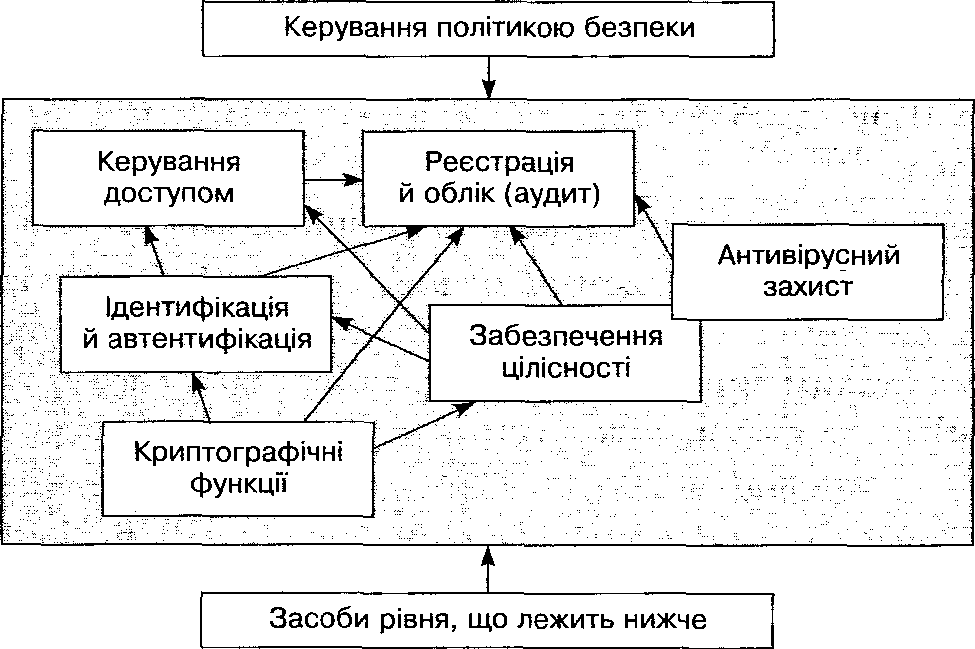 Керування політикою безпеки
Керування
доступом
Реєстрація
й облік (аудит)
Антивірусний
захист
Ідентифікація
й автентифікація
Забезпечення
цілісності
Криптографічні
функції
Засоби рівня, що лежить нижче